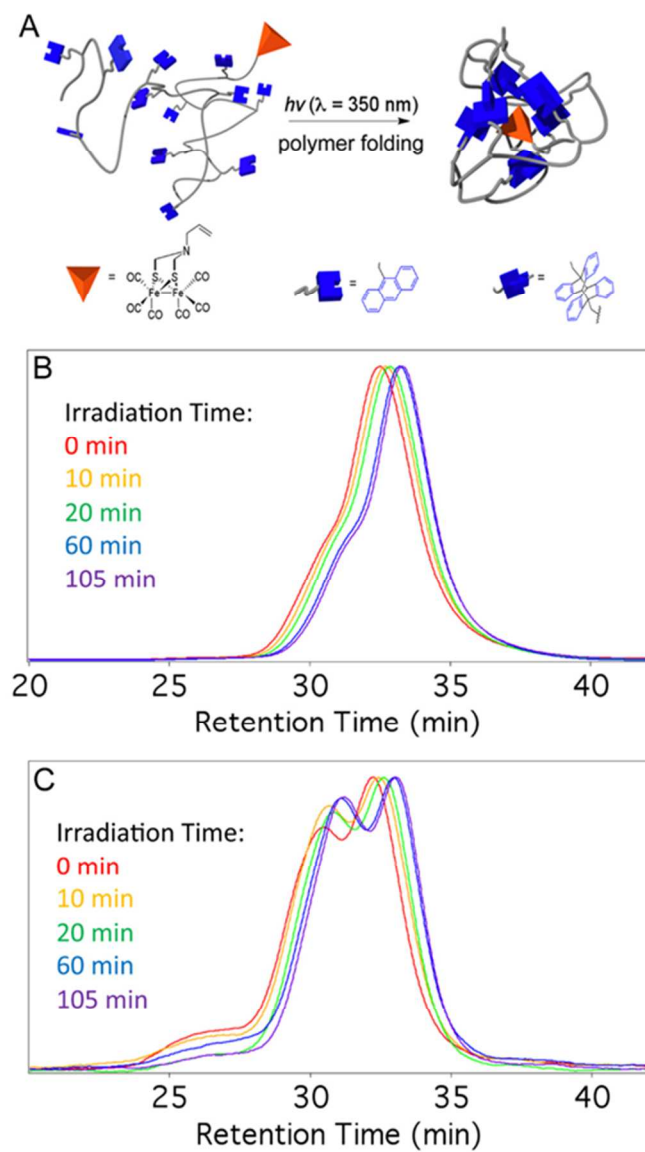 A
hν (λ = 350 nm)
polymer folding
=
N
S S
OC Fe Fe CO
OC CO
CO CO
=
=
B
Irradiation Time:
0 min
10 min
20 min
60 min
105 min
20 25 30 35 40
Retention Time (min)
C
Irradiation Time:
0 min
10 min
20 min
60 min
105 min
25 30 35 40
Retention Time (min)